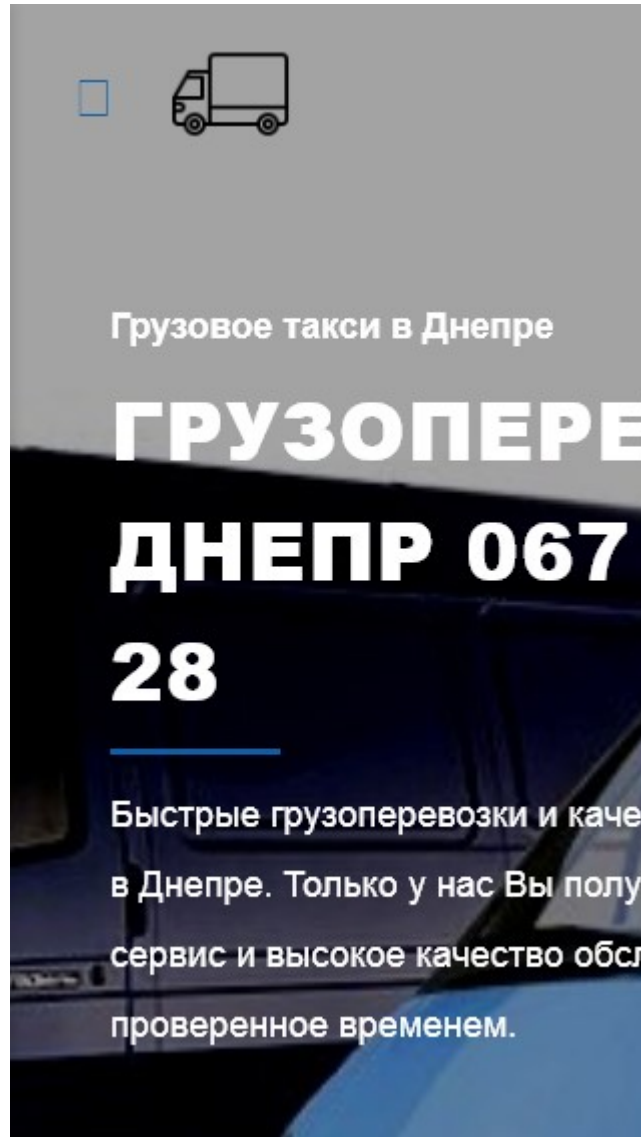 Грузовое такси в Днепре
ГРУЗОПЕРЕ
ДНЕПР 067
28
Быстрые грузоперевозки и каче
в Днепре. Только у нас Вы полу
сервис и высокое качество обсл
проверенное временем.